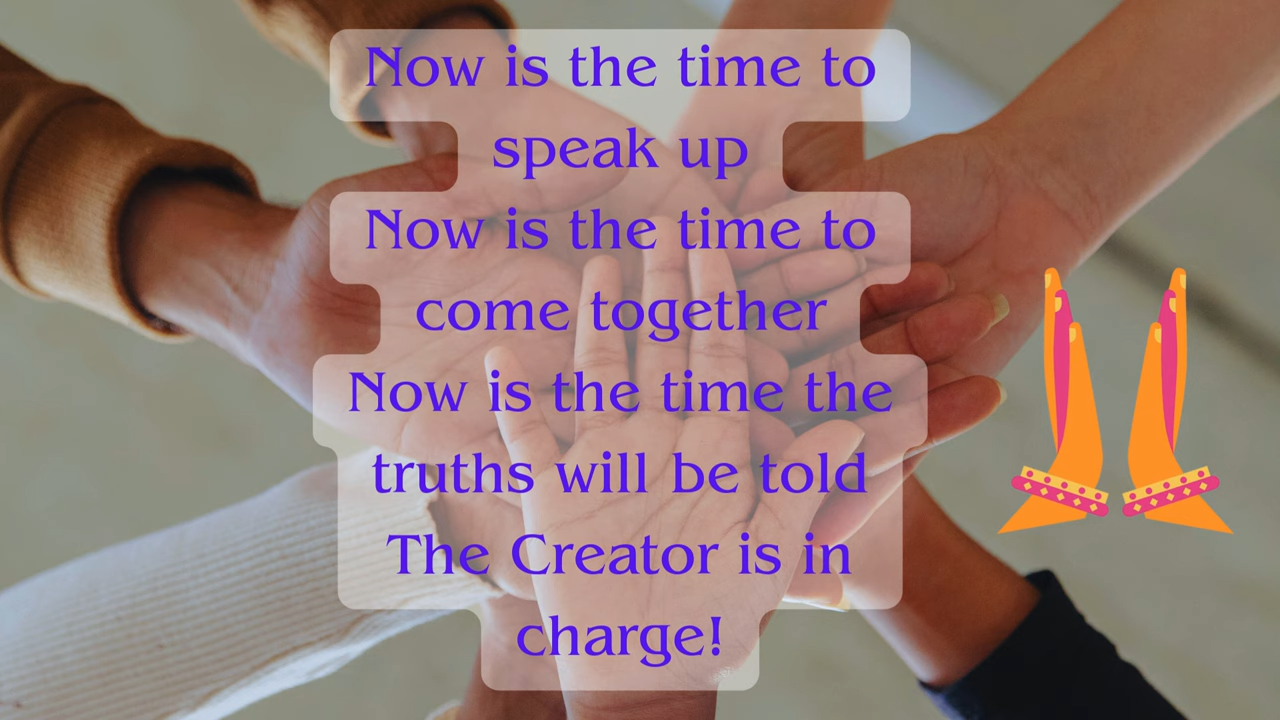 Now is the time to
speak up
Now is the time to
come together
Now is the time the
truths will be told
The Creator is in
charge!